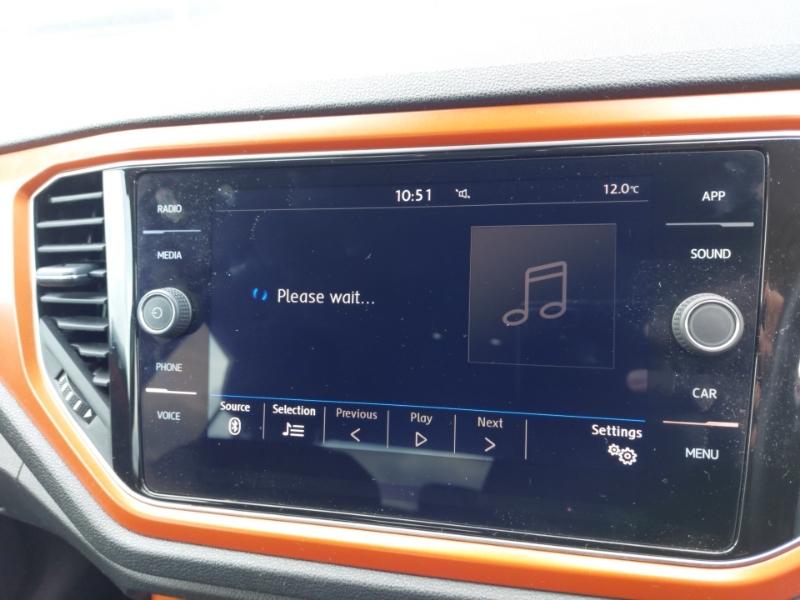 10:51 12.0°C
RADIO
MEDIA
PHONE
VOICE
Please wait...
Source Selection Previous Play Next Settings
APP
SOUND
CAR
MENU